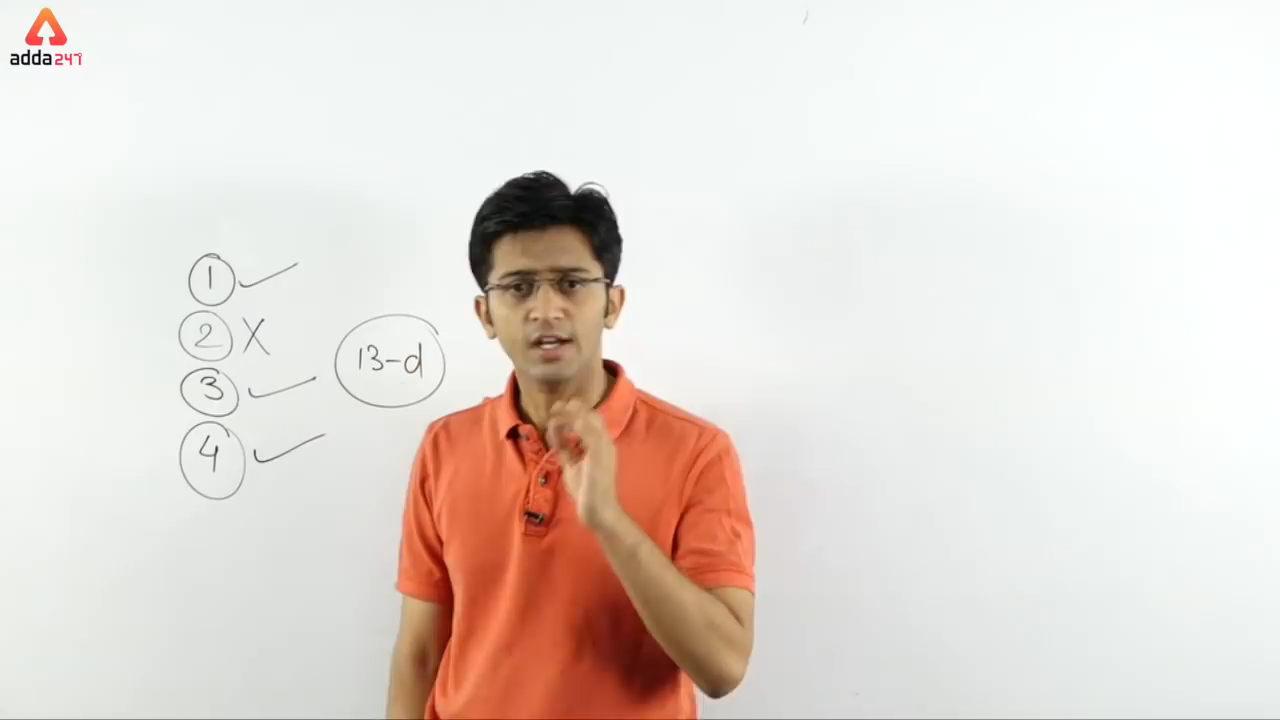 adda247
1 ✓
2 X
3 ✓
13-d
4 ✓